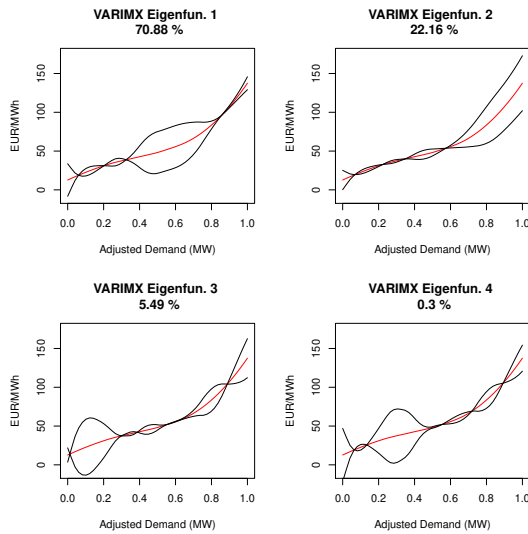 VARIMX Eigenfun. 1
70.88 %
EUR/MWh
150
100
50
0
0.0 0.2 0.4 0.6 0.8 1.0
Adjusted Demand (MW)
VARIMX Eigenfun. 2
22.16 %
EUR/MWh
150
100
50
0
0.0 0.2 0.4 0.6 0.8 1.0
Adjusted Demand (MW)
VARIMX Eigenfun. 3
5.49 %
EUR/MWh
150
100
50
0
0.0 0.2 0.4 0.6 0.8 1.0
Adjusted Demand (MW)
VARIMX Eigenfun. 4
0.3 %
EUR/MWh
150
100
50
0
0.0 0.2 0.4 0.6 0.8 1.0
Adjusted Demand (MW)